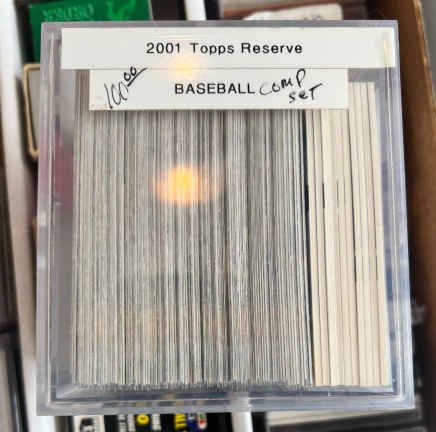 2001 Topps Reserve
100.00
BASEBALL COMP
SET